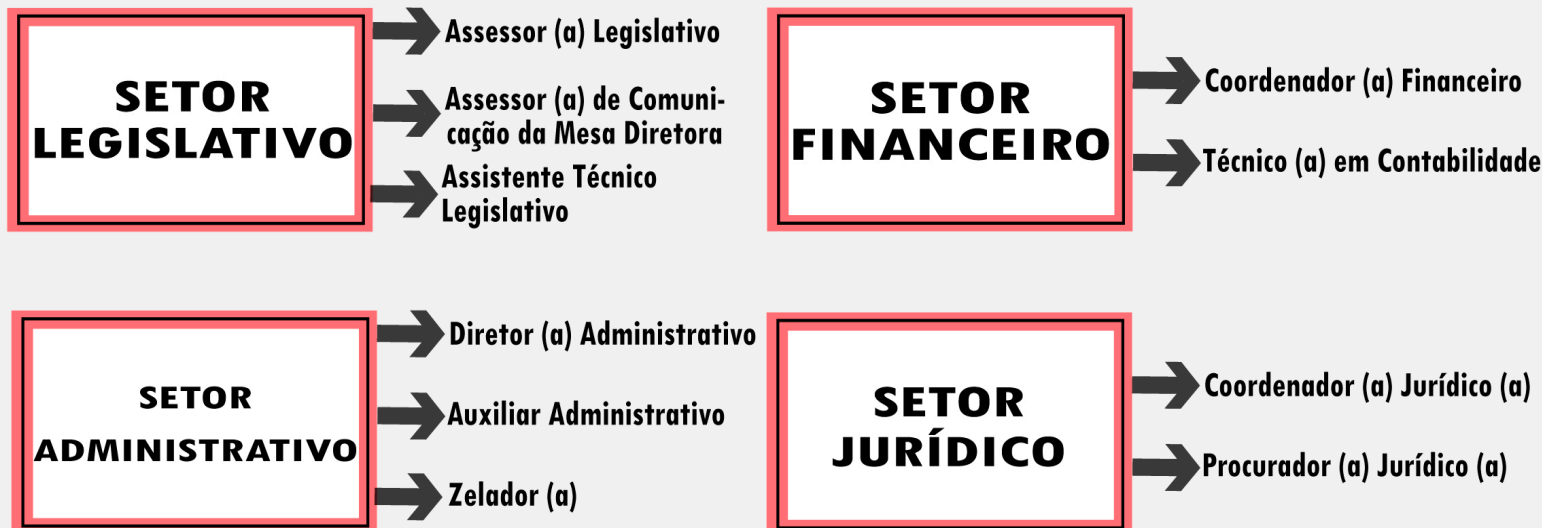 SETOR
LEGISLATIVO
Assessor (a) Legislativo
Assessor (a) de Comuni-
cação da Mesa Diretora
Assistente Técnico
Legislativo
SETOR
FINANCEIRO
Coordenador (a) Financeiro
Técnico (a) em Contabilidade
SETOR
ADMINISTRATIVO
Diretor (a) Administrativo
Auxiliar Administrativo
Zelador (a)
SETOR
JURÍDICO
Coordenador (a) Jurídico (a)
Procurador (a) Jurídico (a)